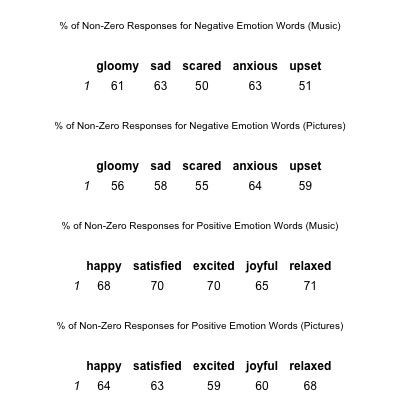 % of Non-Zero Responses for Negative Emotion Words (Music)
gloomy sad scared anxious upset
1 61 63 50 63 51
% of Non-Zero Responses for Negative Emotion Words (Pictures)
gloomy sad scared anxious upset
1 56 58 55 64 59
% of Non-Zero Responses for Positive Emotion Words (Music)
happy satisfied excited joyful relaxed
1 68 70 70 65 71
% of Non-Zero Responses for Positive Emotion Words (Pictures)
happy satisfied excited joyful relaxed
1 64 63 59 60 68